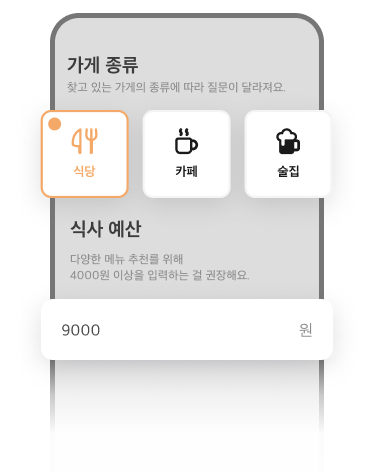 가게 종류
찾고 있는 가게의 종류에 따라 질문이 달라져요.
식당 카페 술집
식사 예산
다양한 메뉴 추천를 위해
4000원 이상을 입력하는 걸 권장해요.
9000 원